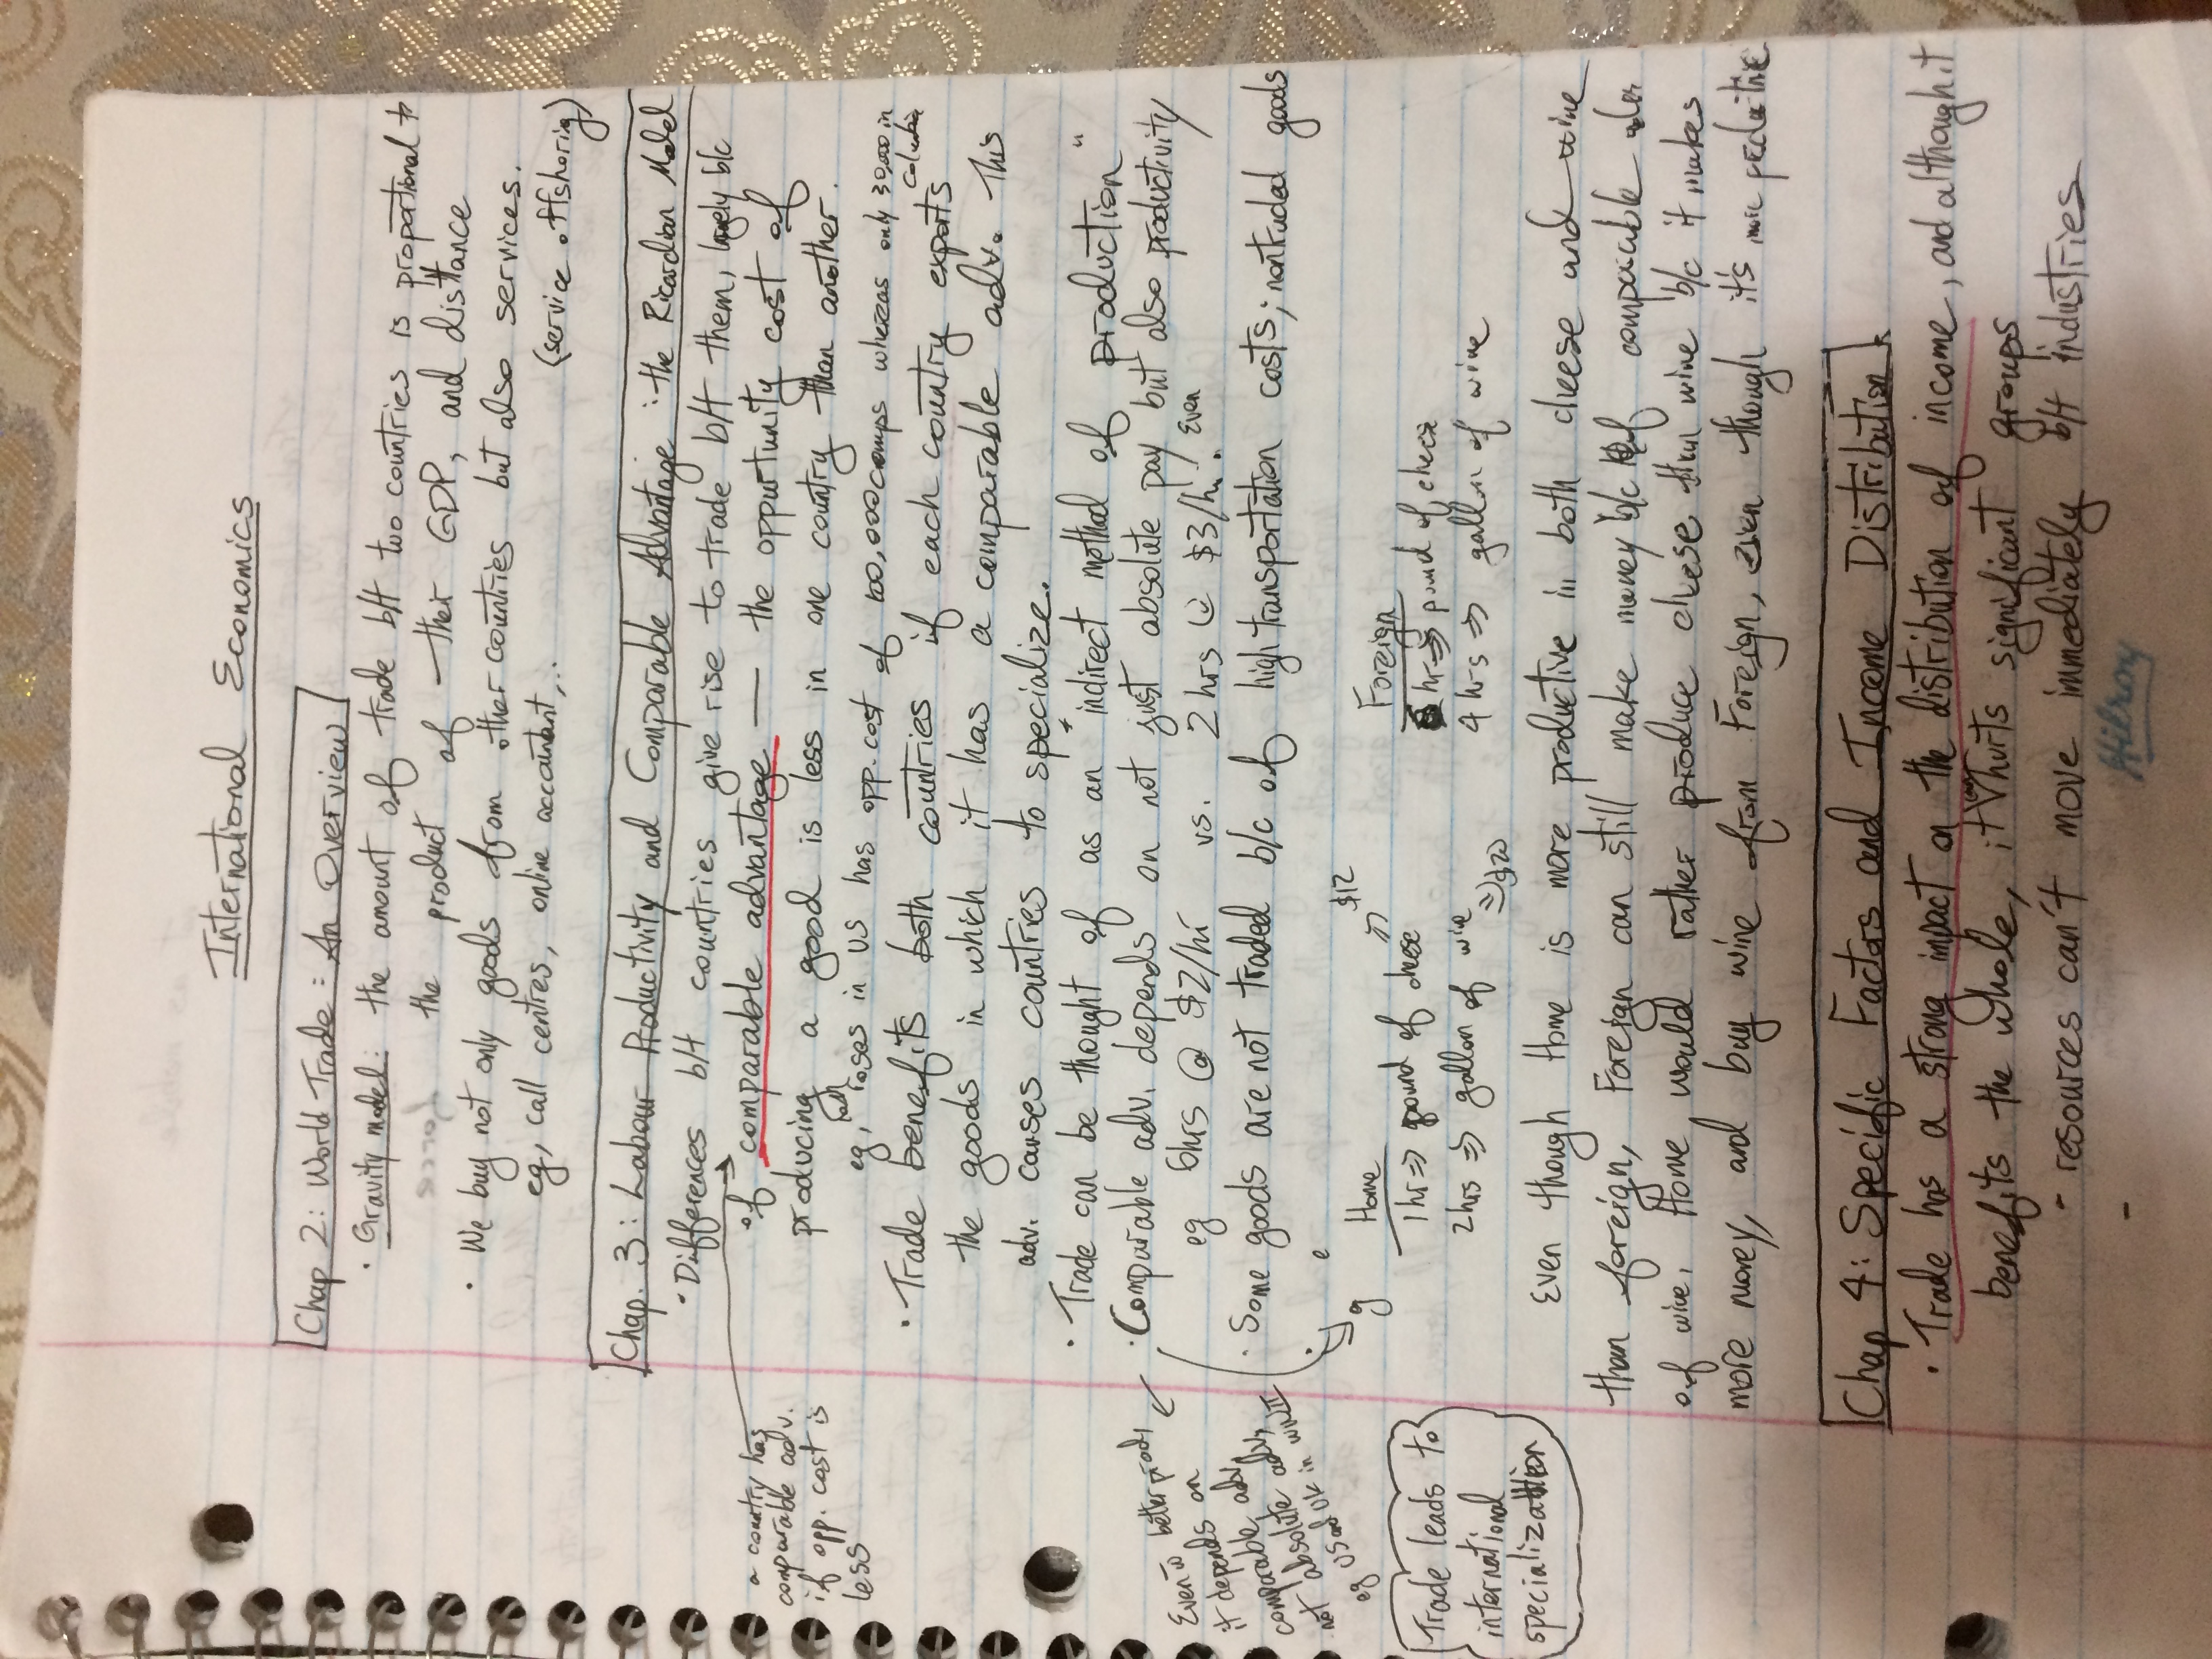 International Economics
Chap 2: World Trade: An Overview
· Gravity model: the amount of trade b/t two countries is proportional to
the product of their GDP, and distance
· We buy not only goods from other countries but also services.
eg, call centres, online accountant,... (service offshoring)
Chap. 3: Labour Productivity and Comparable Advantage: the Ricardian Model
· Differences b/t countries give rise to trade b/t them, largely b/c
of comparable advantage — the oppurtunity cost of
producing a good is less in one country than another.
eg, roses in US has opp. cost of 100,000 comps whereas only 30,000 in
Columbia
a country has
comparable adv.
if opp. cost is
less
· Trade benefits both countries if each country exports
the goods in which it has a comparable adv. This
adv. causes countries to specialize.
· Trade can be thought of as an "indirect method of production"
· Comparable adv. depends on not just absolute pay but also productivity
eg 6hrs @ $2/hr vs. 2 hrs @ $3/hr. Even
Even w better prod,
it depends on
comparable adv,
not absolute adv,
eg US and UK in WWII
· Some goods are not traded b/c of high transportation costs; nontraded goods
e
g Home $12
1hr => pound of cheese =>
2hrs => gallon of wine
=> $20
Foreign
hr => pound of cheese
4 hrs => gallon of wine
Trade leads to
international
specialization
Even though Home is more productive in both cheese and wine
than foreign, Foreign can still make money b/c of comparable
of wine. Home would rather produce cheese than wine b/c it makes
more money, and buy wine from Foreign, even though it's more productive
Chap 4: Specific Factors and Income Distribution
· Trade has a strong impact on the distribution of income, and although it
benefits the whole, it can hurts significant groups
- resources can't move immediately b/t industries
-
Hilroy